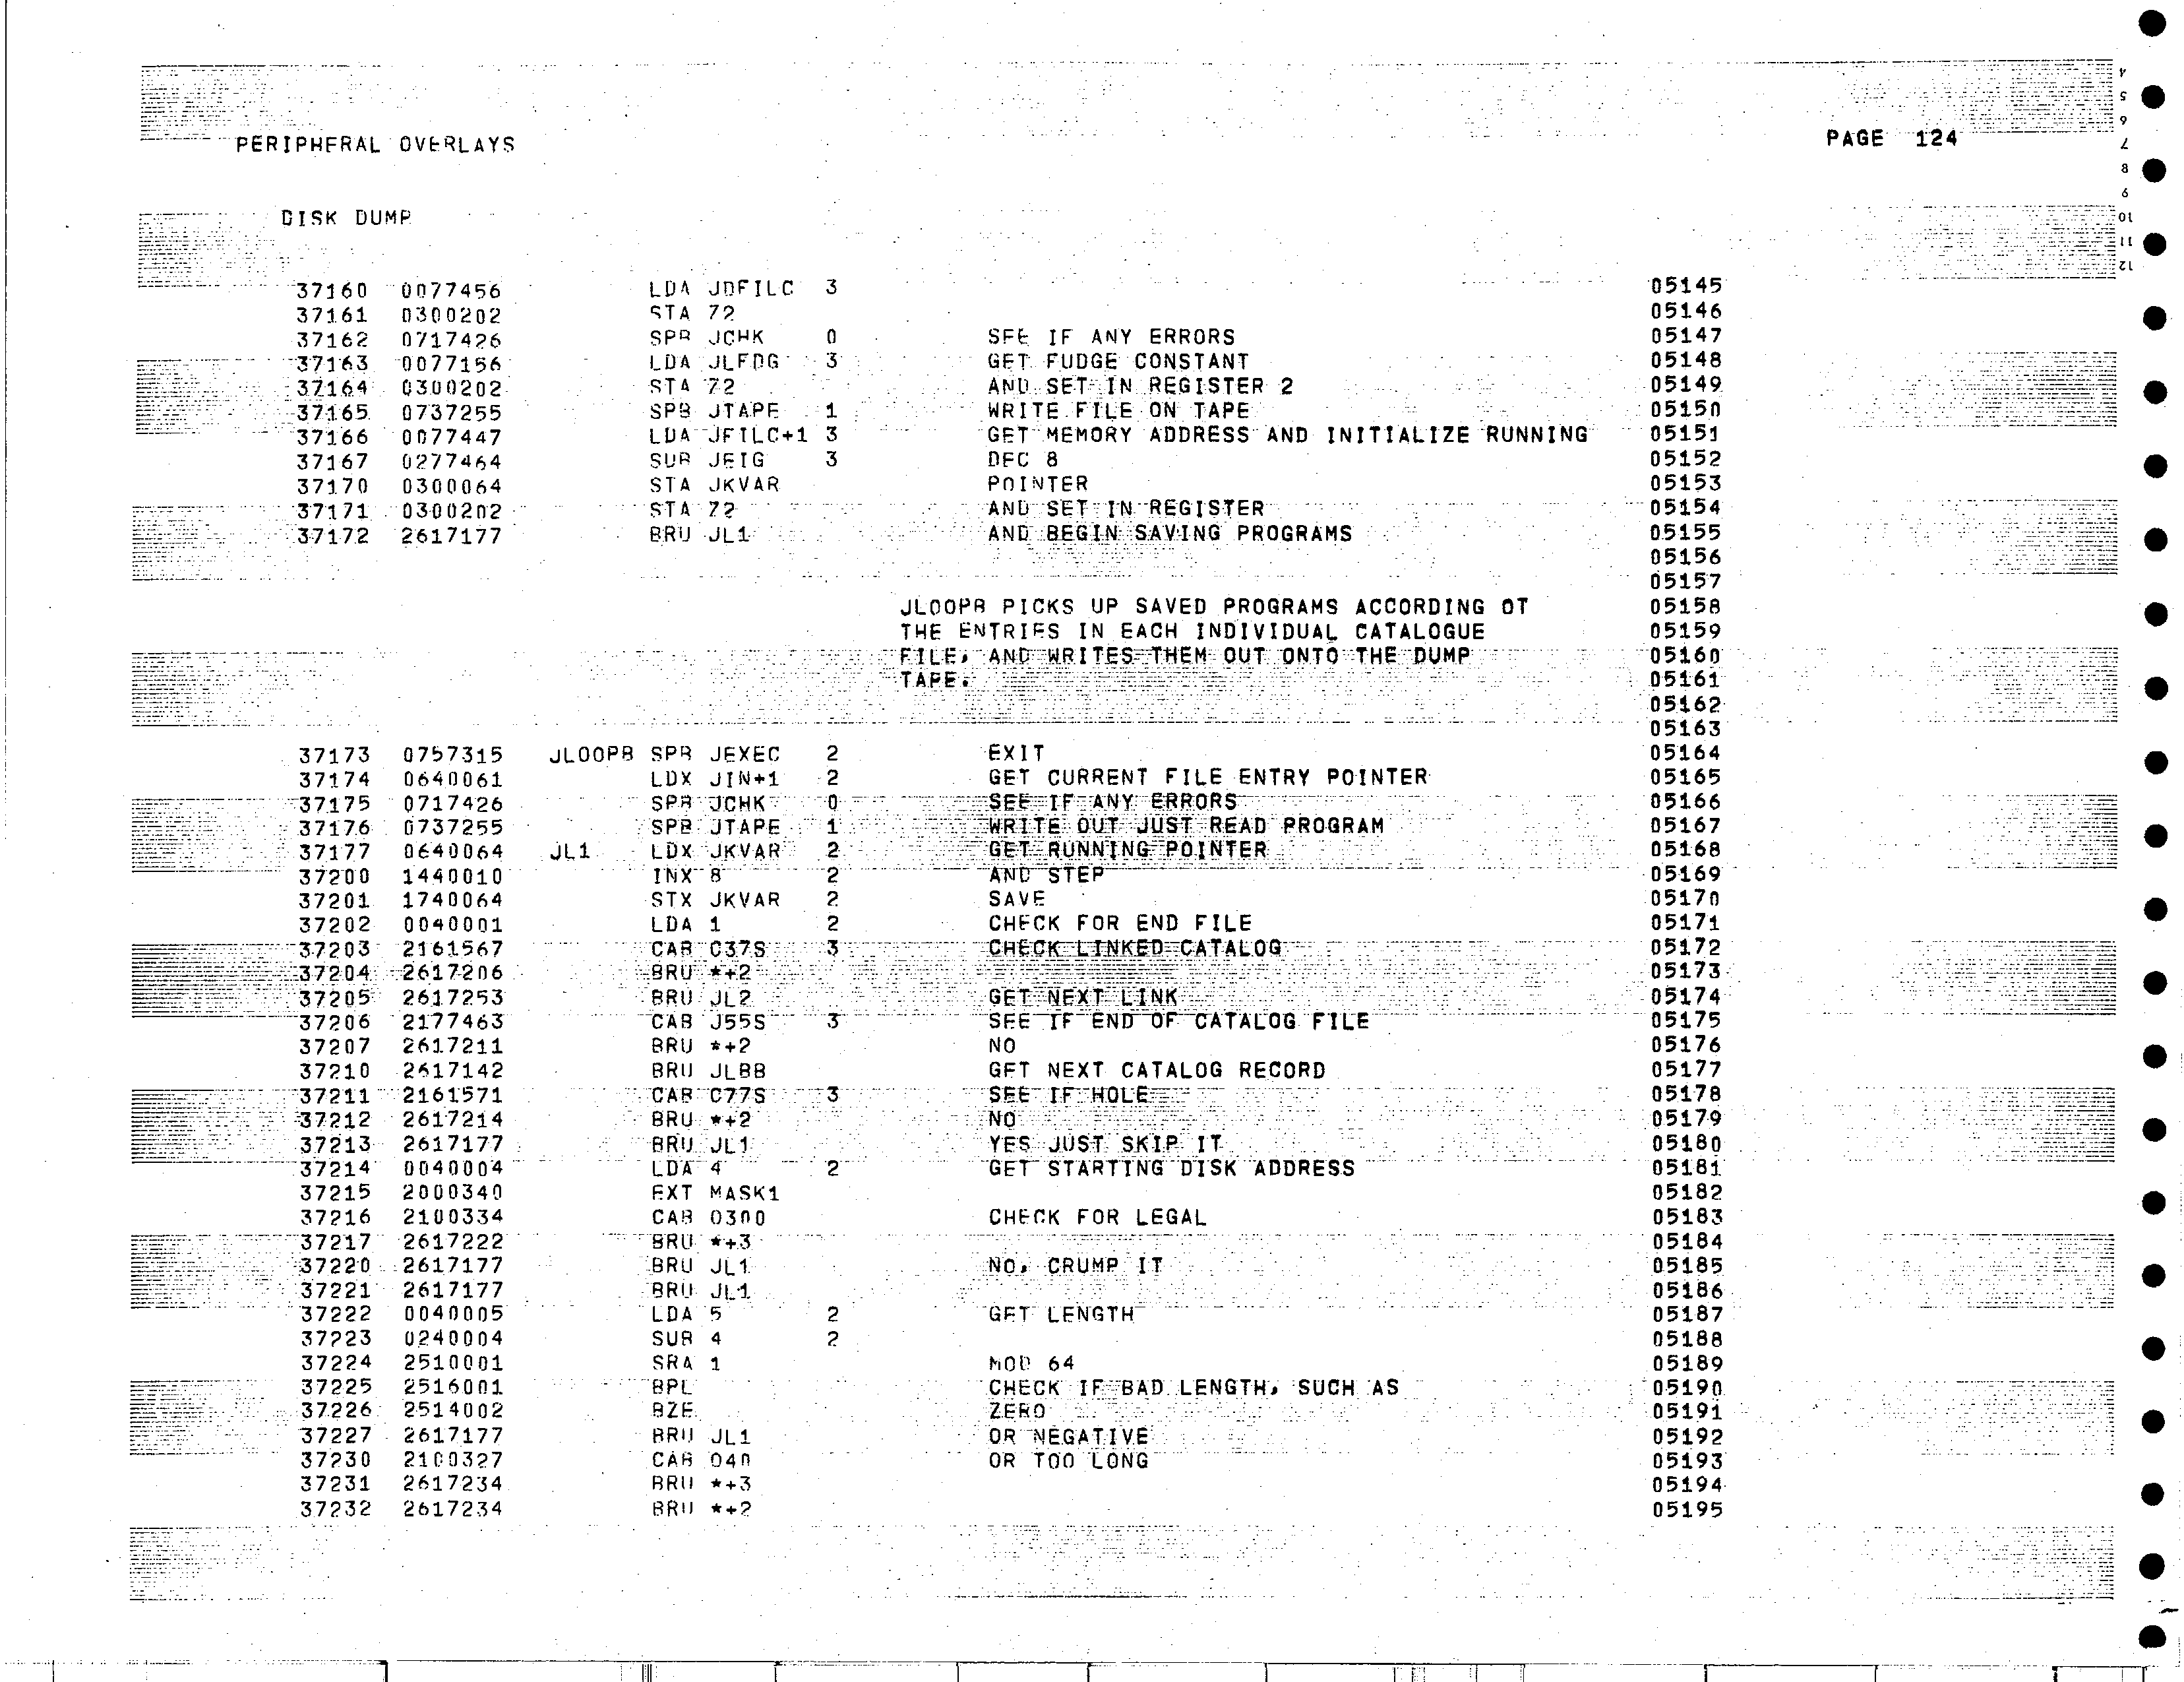 PERIPHERAL OVERLAYS PAGE 124
DISK DUMP
37160 0077456 LDA JDFILC 3 05145
37161 0300202 STA 72 05146
37162 0717426 SPB JCHK 0 SEE IF ANY ERRORS 05147
37163 0077156 LDA JLFDG 3 GET FUDGE CONSTANT 05148
37164 0300202 STA 72 AND SET IN REGISTER 2 05149
37165 0737255 SPB JTAPE 1 WRITE FILE ON TAPE 05150
37166 0077447 LDA JFILC+1 3 GET MEMORY ADDRESS AND INITIALIZE RUNNING 05151
37167 0277464 SUB JEIG 3 DEC 8 05152
37170 0300064 STA JKVAR POINTER 05153
37171 0300202 STA Z2 AND SET IN REGISTER 05154
37172 2617177 BRU JL1 AND BEGIN SAVING PROGRAMS 05155
05156
05157
JLOOPB PICKS UP SAVED PROGRAMS ACCORDING OT 05158
THE ENTRIES IN EACH INDIVIDUAL CATALOGUE 05159
FILE, AND WRITES THEM OUT ONTO THE DUMP 05160
TAPE. 05161
05162
05163
37173 0757315 JLOOPB SPB JEXEC 2 EXIT 05164
37174 0640061 LDX JIN+1 2 GET CURRENT FILE ENTRY POINTER 05165
37175 0717426 SPB JCHK 0 SEE IF ANY ERRORS 05166
37176 0737255 SPB JTAPE 1 WRITE OUT JUST READ PROGRAM 05167
37177 0640064 JL1 LDX JKVAR 2 GET RUNNING POINTER 05168
37200 1440010 INX 8 2 AND STEP 05169
37201 1740064 STX JKVAR 2 SAVE 05170
37202 0040001 LDA 1 2 CHECK FOR END FILE 05171
37203 2161567 CAB C37S 3 CHECK LINKED CATALOG 05172
37204 2617206 BRU *+2 05173
37205 2617253 BRU JL2 GET NEXT LINK 05174
37206 2177463 CAB J55S 3 SEE IF END OF CATALOG FILE 05175
37207 2617211 BRU *+2 NO 05176
37210 2617142 BRU JLBB GET NEXT CATALOG RECORD 05177
37211 2161571 CAB C77S 3 SEE IF HOLE 05178
37212 2617214 BRU *+2 NO 05179
37213 2617177 BRU JL1 YES JUST SKIP IT 05180
37214 0040004 LDA 4 2 GET STARTING DISK ADDRESS 05181
37215 2000340 EXT MASK1 05182
37216 2100334 CAB O300 CHECK FOR LEGAL 05183
37217 2617222 BRU *+3 05184
37220 2617177 BRU JL1 NO, CRUMP IT 05185
37221 2617177 BRU JL1 05186
37222 0040005 LDA 5 2 GET LENGTH 05187
37223 0240004 SUB 4 2 05188
37224 2510001 SRA 1 MOD 64 05189
37225 2516001 BPL CHECK IF BAD LENGTH, SUCH AS 05190
37226 2514002 BZE ZERO 05191
37227 2617177 BRU JL1 OR NEGATIVE 05192
37230 2100327 CAB O40 OR TOO LONG 05193
37231 2617234 BRU *+3 05194
37232 2617234 BRU *+2 05195
4
5
6
7
8
9
10
11
12